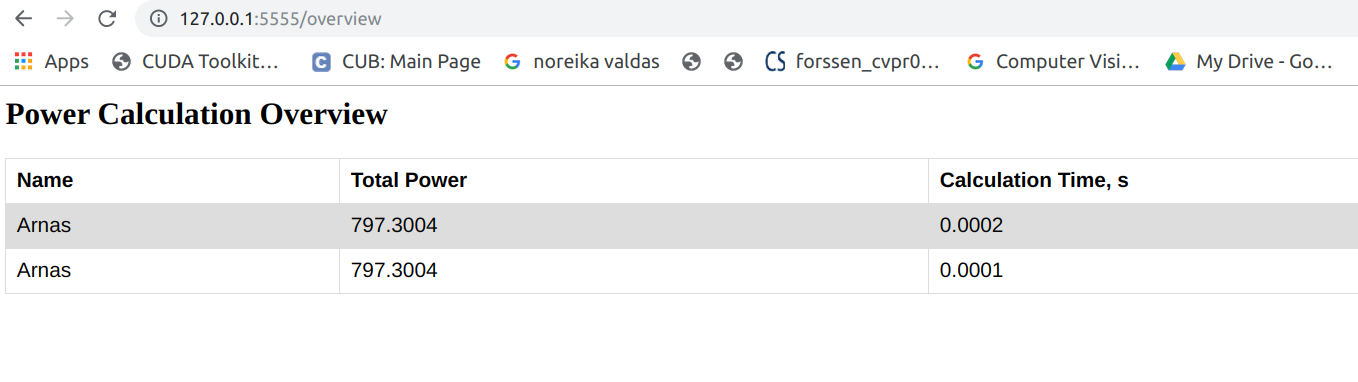 127.0.0.1:5555/overview
Apps CUDA Toolkit… CUB: Main Page noreika valdas CS forssen_cvpr0… Computer Visi… My Drive - Go…
Power Calculation Overview
Name Total Power Calculation Time, s
Arnas 797.3004 0.0002
Arnas 797.3004 0.0001